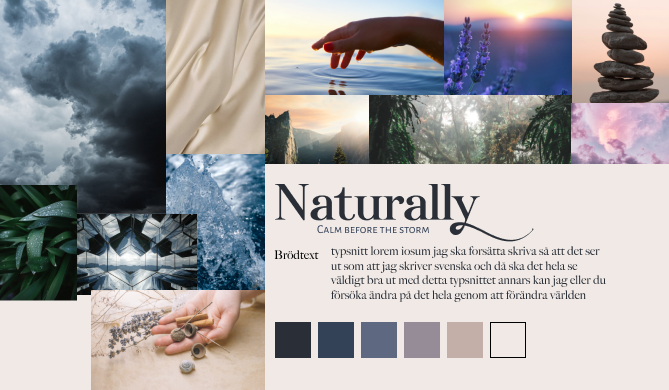 Naturally
CALM BEFORE THE STORM
Brödtext
typsnitt lorem iosum jag ska forsätta skriva så att det ser
ut som att jag skriver svenska och då ska det hela se
väldigt bra ut med detta typsnittet annars kan jag eller du
försöka ändra på det hela genom att förändra världen